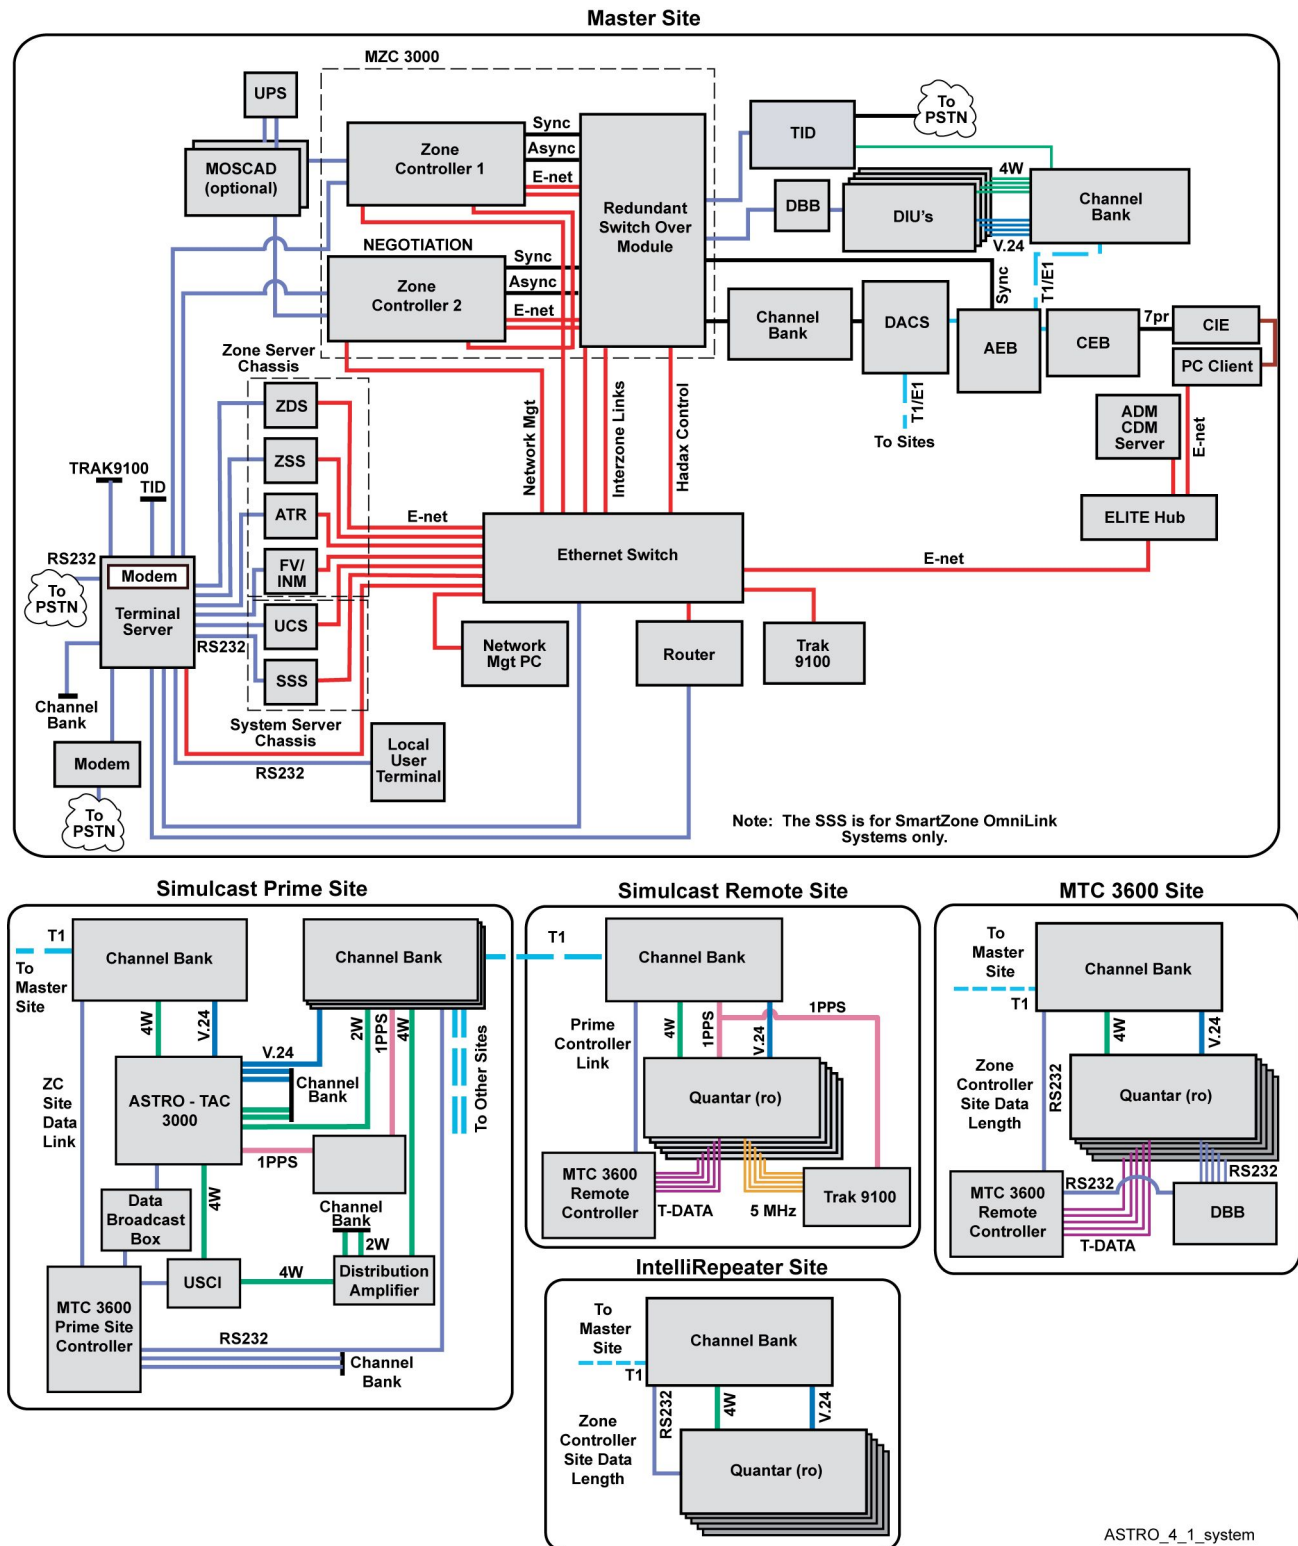 Master Site
MZC 3000
UPS
MOSCAD
(optional)
Zone
Controller 1
Sync
Async
E-net
NEGOTIATION
Zone
Controller 2
Sync
Async
E-net
Redundant
Switch Over
Module
TID
To
PSTN
DBB
DIU's
4W
V.24
Channel
Bank
Sync
T1/E1
Channel
Bank
DACS
AEB
CEB
7pr
CIE
PC Client
T1/E1
To Sites
ADM
CDM
Server
E-net
ELITE Hub
Zone Server
Chassis
ZDS
ZSS
ATR
FV/
INM
UCS
SSS
System Server
Chassis
Network Mgt
Interzone Links
Hadax Control
E-net
Ethernet Switch
E-net
TRAK9100
TID
RS232
To
PSTN
Modem
Terminal
Server
RS232
Channel
Bank
Modem
To
PSTN
RS232
Local
User
Terminal
Network
Mgt PC
Router
Trak
9100
Note: The SSS is for SmartZone OmniLink
Systems only.
Simulcast Prime Site
T1
To
Master
Site
Channel Bank
Channel Bank
4W
V.24
V.24
2W
1PPS
4W
Channel
Bank
To Other Sites
ZC
Site
Data
Link
ASTRO - TAC
3000
1PPS
4W
Data
Broadcast
Box
Channel
Bank
2W
USCI
4W
Distribution
Amplifier
MTC 3600
Prime Site
Controller
RS232
Channel
Bank
Simulcast Remote Site
T1
Channel Bank
Prime
Controller
Link
4W
1PPS
V.24
1PPS
Quantar (ro)
MTC 3600
Remote
Controller
T-DATA
5 MHz
Trak 9100
MTC 3600 Site
To
Master
Site
T1
Channel Bank
4W
V.24
RS232
Zone
Controller
Site Data
Length
Quantar (ro)
RS232
RS232
MTC 3600
Remote
Controller
T-DATA
DBB
IntelliRepeater Site
To
Master
Site
T1
Channel Bank
RS232
4W
V.24
Zone
Controller
Site Data
Length
Quantar (ro)
ASTRO_4_1_system